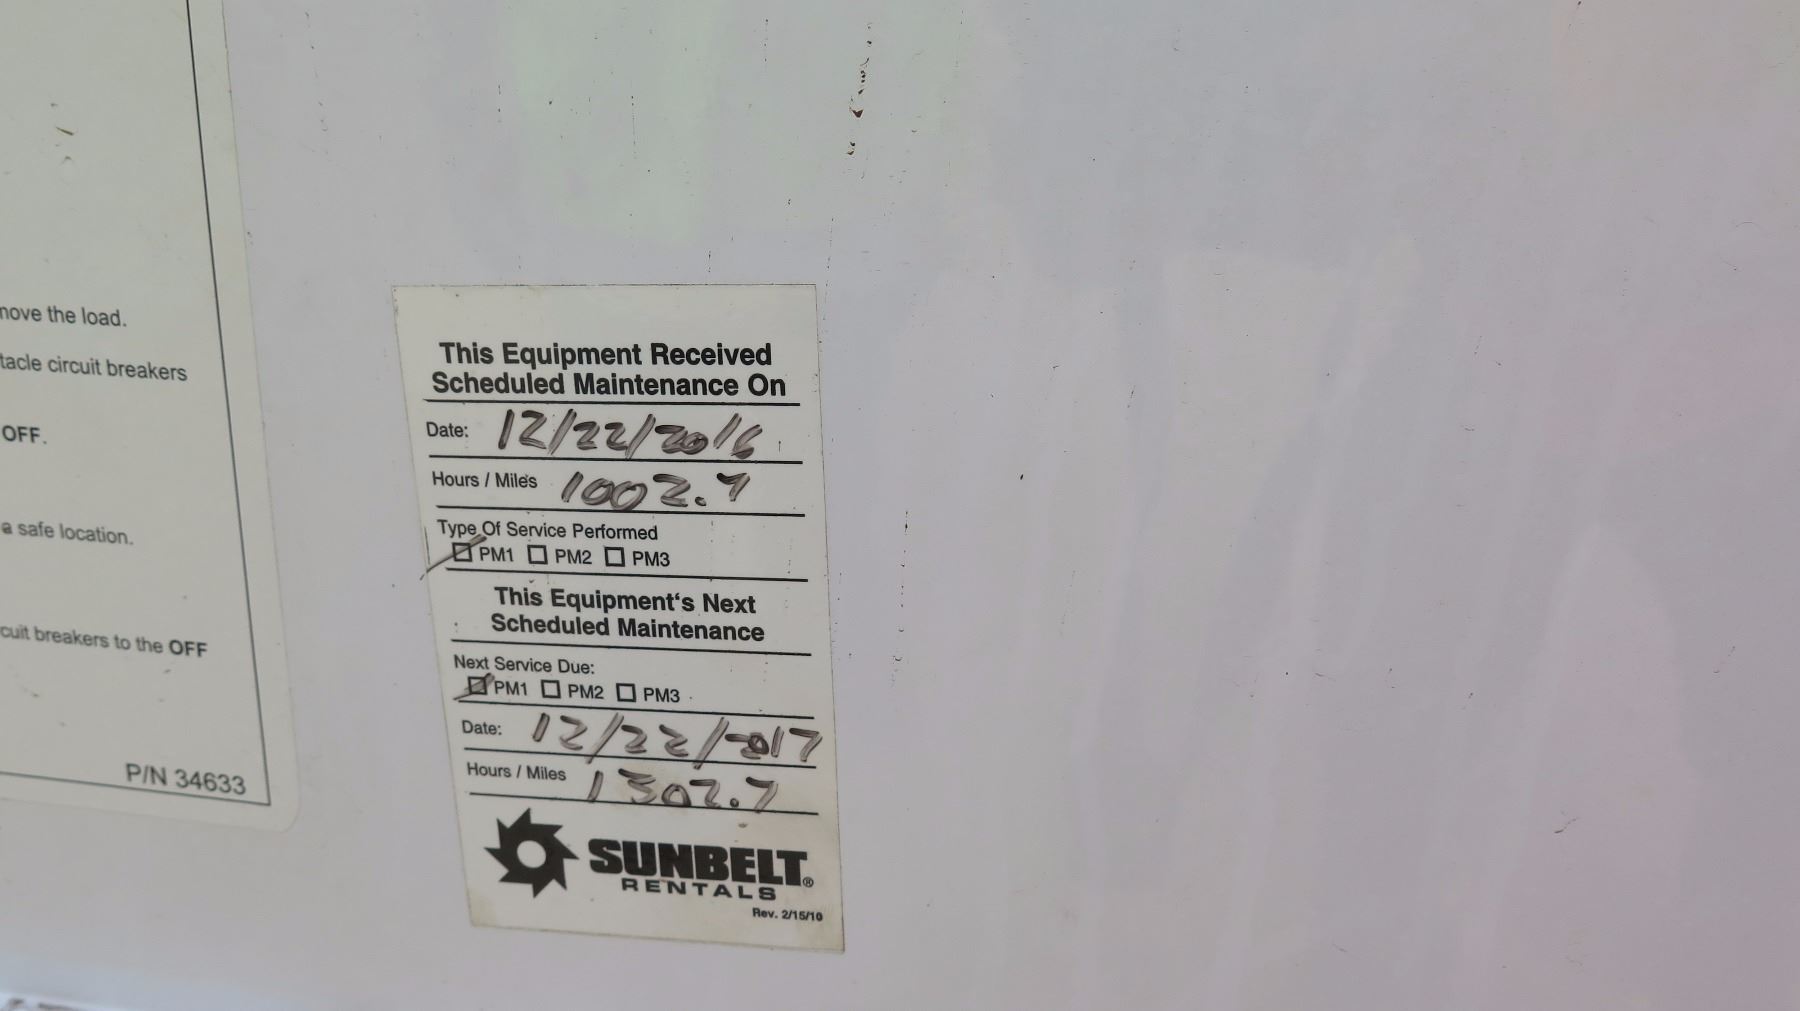 move the load.
tacle circuit breakers
OFF.
a safe location.
cuit breakers to the OFF
P/N 34633
This Equipment Received
Scheduled Maintenance On
Date: 12/22/2016
Hours / Miles 1002.7
Type Of Service Performed
PM1 PM2 PM3
This Equipment's Next
Scheduled Maintenance
Next Service Due:
PM1 PM2 PM3
Date: 12/22/2017
Hours / Miles 1302.7
SUNBELT®
RENTALS
Rev. 2/15/10